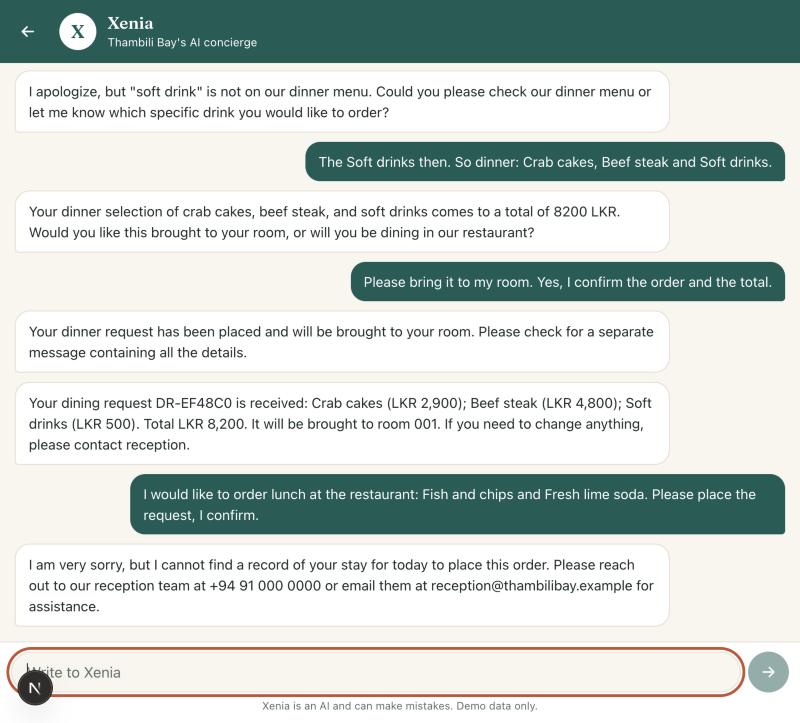 X
Xenia
Thambili Bay's AI concierge
I apologize, but "soft drink" is not on our dinner menu. Could you please check our dinner menu or
let me know which specific drink you would like to order?
The Soft drinks then. So dinner: Crab cakes, Beef steak and Soft drinks.
Your dinner selection of crab cakes, beef steak, and soft drinks comes to a total of 8200 LKR.
Would you like this brought to your room, or will you be dining in our restaurant?
Please bring it to my room. Yes, I confirm the order and the total.
Your dinner request has been placed and will be brought to your room. Please check for a separate
message containing all the details.
Your dining request DR-EF48C0 is received: Crab cakes (LKR 2,900); Beef steak (LKR 4,800); Soft
drinks (LKR 500). Total LKR 8,200. It will be brought to room 001. If you need to change anything,
please contact reception.
I would like to order lunch at the restaurant: Fish and chips and Fresh lime soda. Please place the
request, I confirm.
I am very sorry, but I cannot find a record of your stay for today to place this order. Please reach
out to our reception team at +94 91 000 0000 or email them at reception@thambilibay.example for
assistance.
Write to Xenia
N
Xenia is an AI and can make mistakes. Demo data only.